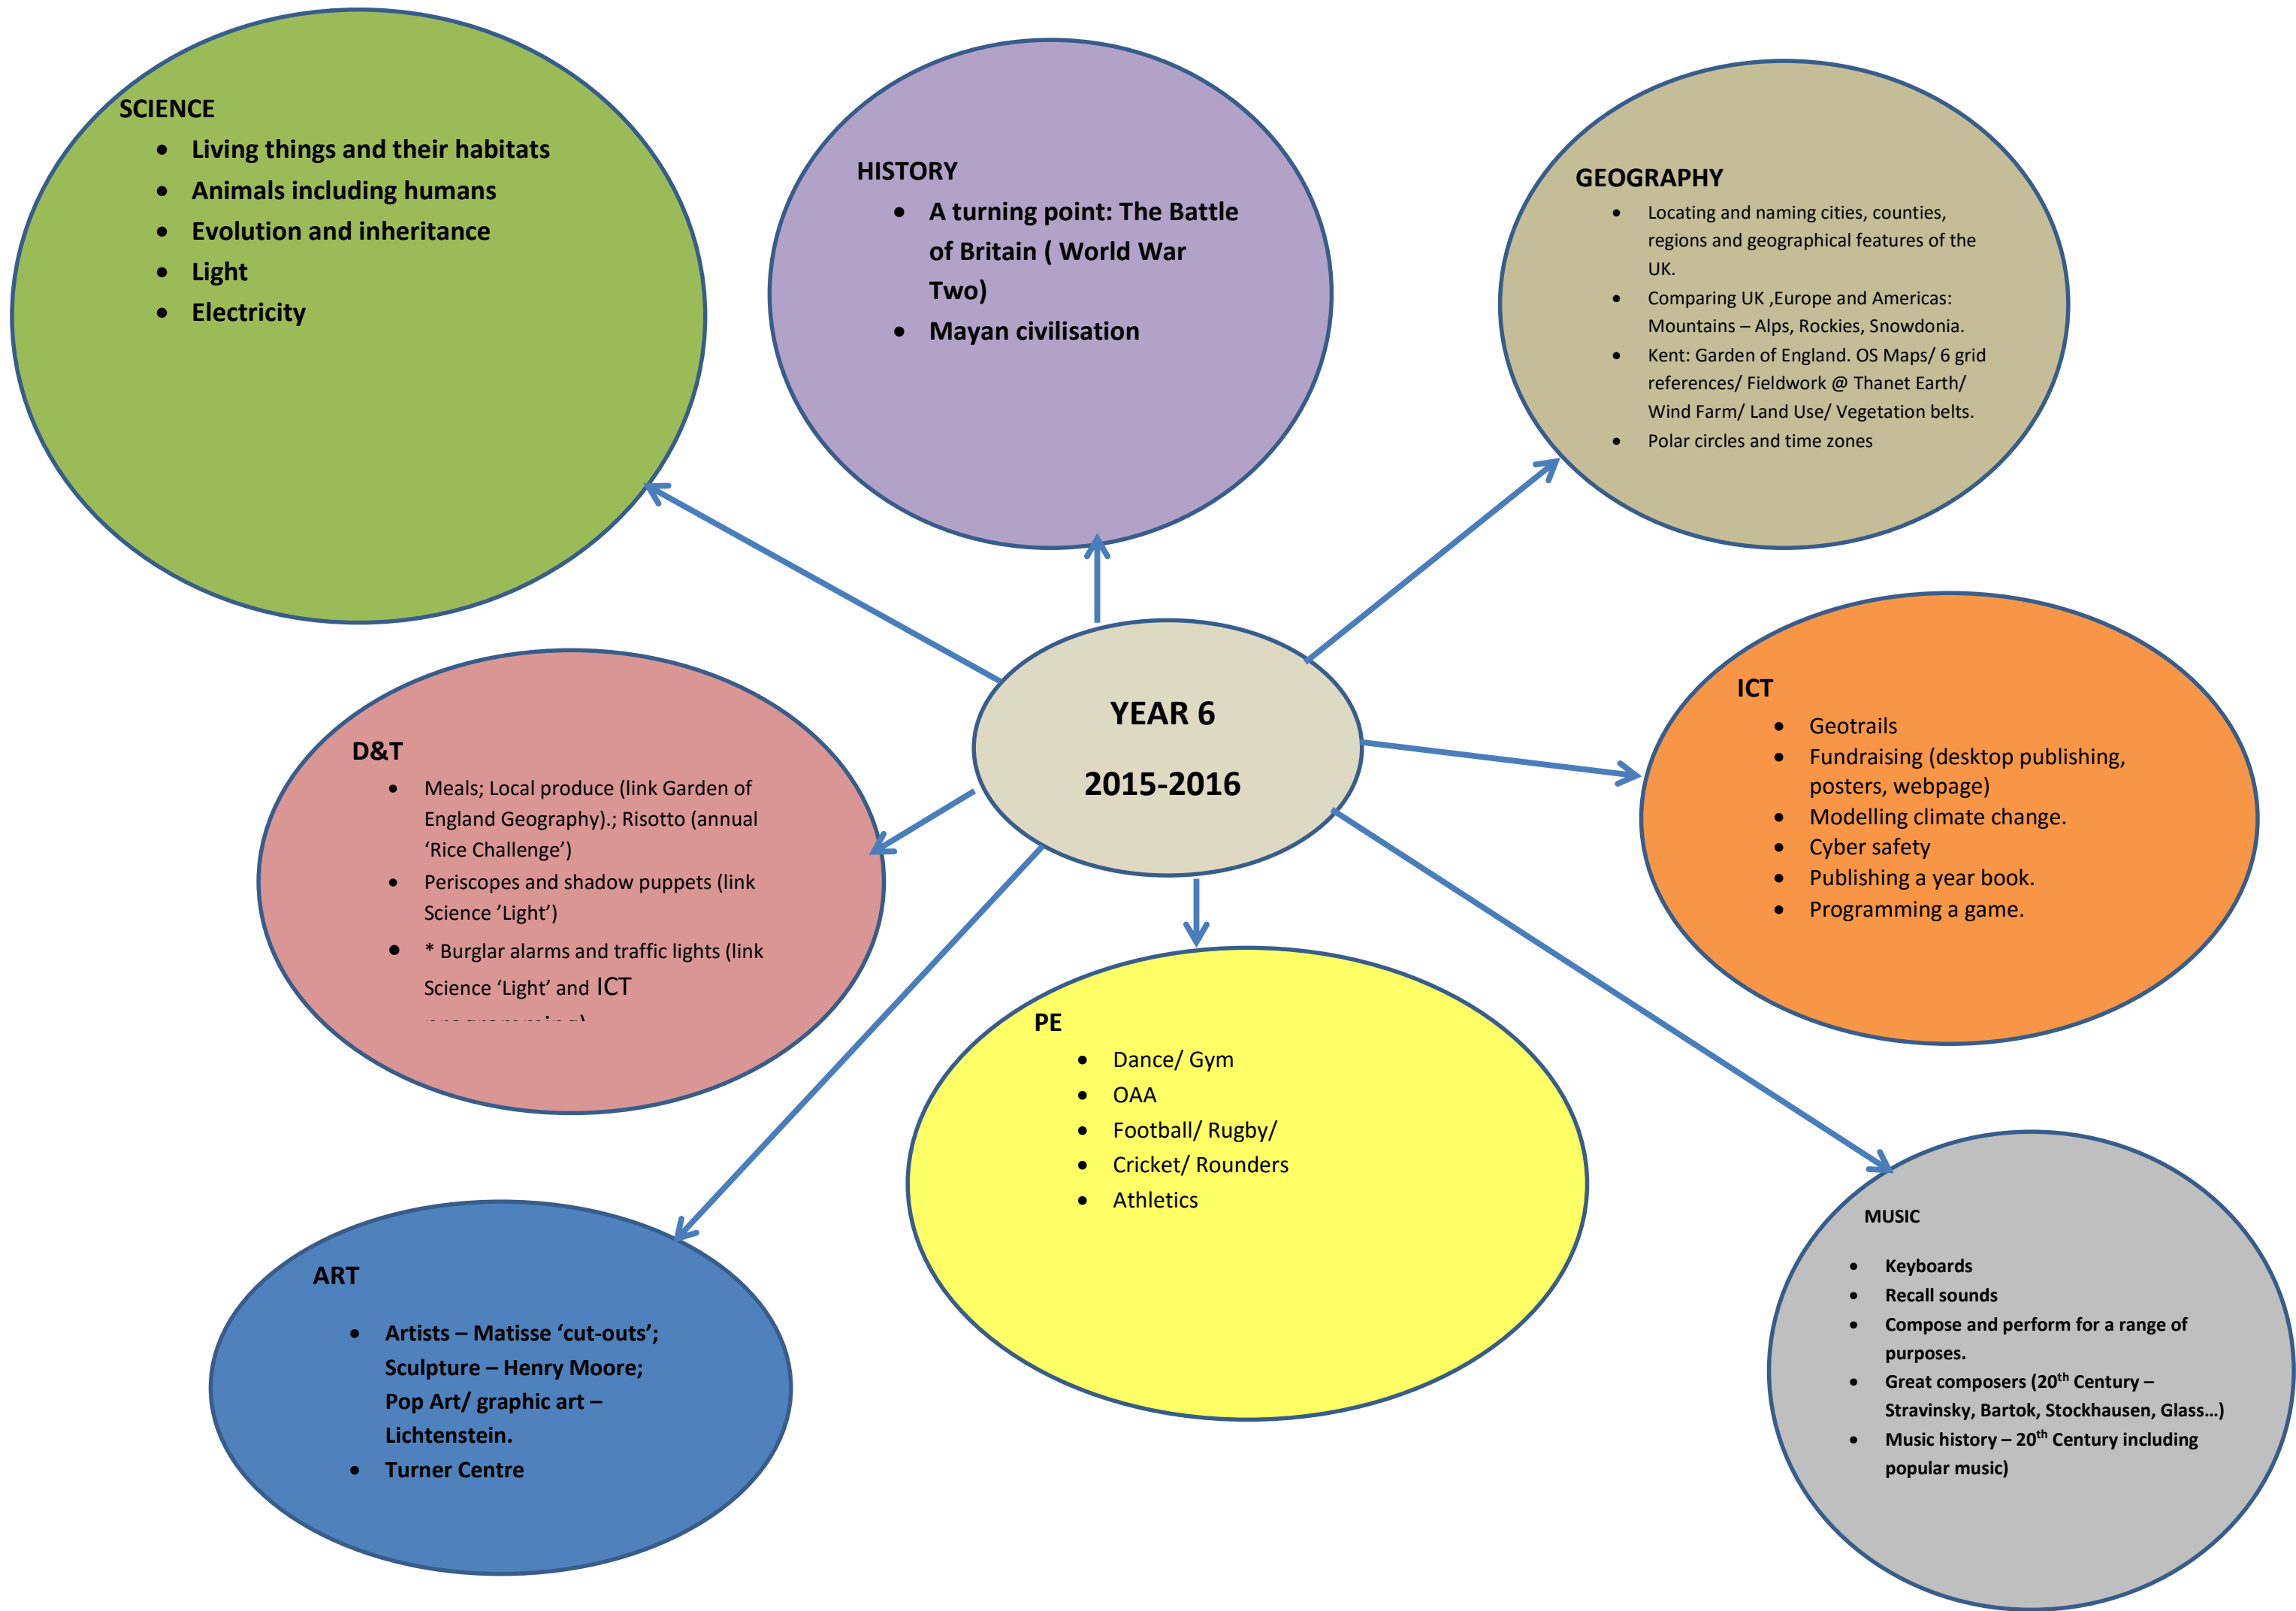 SCIENCE
• Living things and their habitats
• Animals including humans
• Evolution and inheritance
• Light
• Electricity
HISTORY
• A turning point: The Battle
of Britain ( World War
Two)
• Mayan civilisation
GEOGRAPHY
• Locating and naming cities, counties,
regions and geographical features of the
UK.
• Comparing UK ,Europe and Americas:
Mountains – Alps, Rockies, Snowdonia.
• Kent: Garden of England. OS Maps/ 6 grid
references/ Fieldwork @ Thanet Earth/
Wind Farm/ Land Use/ Vegetation belts.
• Polar circles and time zones
YEAR 6
2015-2016
D&T
• Meals; Local produce (link Garden of
England Geography).; Risotto (annual
‘Rice Challenge’)
• Periscopes and shadow puppets (link
Science ’Light’)
• * Burglar alarms and traffic lights (link
Science ‘Light’ and ICT
ICT
• Geotrails
• Fundraising (desktop publishing,
posters, webpage)
• Modelling climate change.
• Cyber safety
• Publishing a year book.
• Programming a game.
PE
• Dance/ Gym
• OAA
• Football/ Rugby/
• Cricket/ Rounders
• Athletics
ART
• Artists – Matisse ‘cut-outs’;
Sculpture – Henry Moore;
Pop Art/ graphic art –
Lichtenstein.
• Turner Centre
MUSIC
• Keyboards
• Recall sounds
• Compose and perform for a range of
purposes.
• Great composers (20th Century –
Stravinsky, Bartok, Stockhausen, Glass…)
• Music history – 20th Century including
popular music)